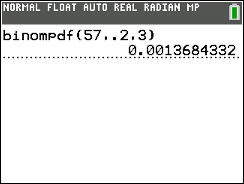 NORMAL FLOAT AUTO REAL RADIAN MP
binompdf(57,.2,3)
0.0013684332